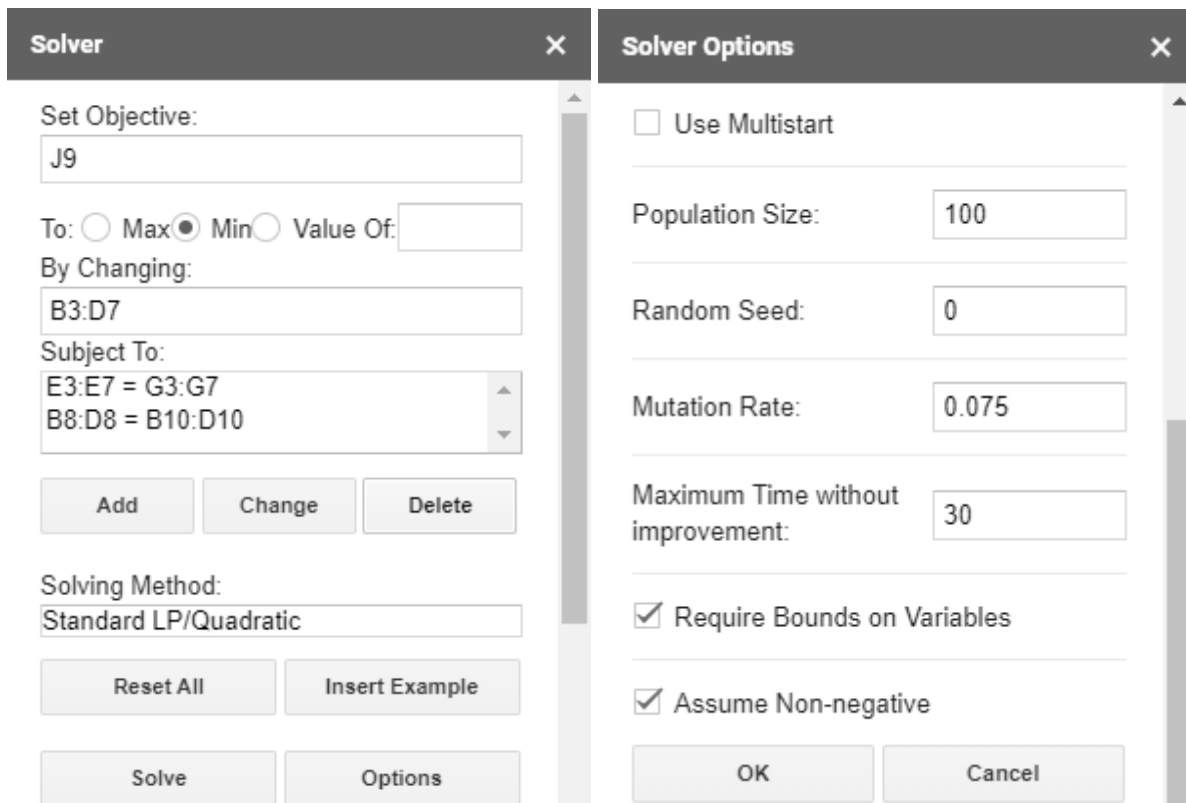 Solver ×
Set Objective:
J9
To: Max Min Value Of:
By Changing:
B3:D7
Subject To:
E3:E7 = G3:G7
B8:D8 = B10:D10
Add Change Delete
Solving Method:
Standard LP/Quadratic
Reset All Insert Example
Solve Options
Solver Options ×
Use Multistart
Population Size: 100
Random Seed: 0
Mutation Rate: 0.075
Maximum Time without
improvement: 30
Require Bounds on Variables
Assume Non-negative
OK Cancel